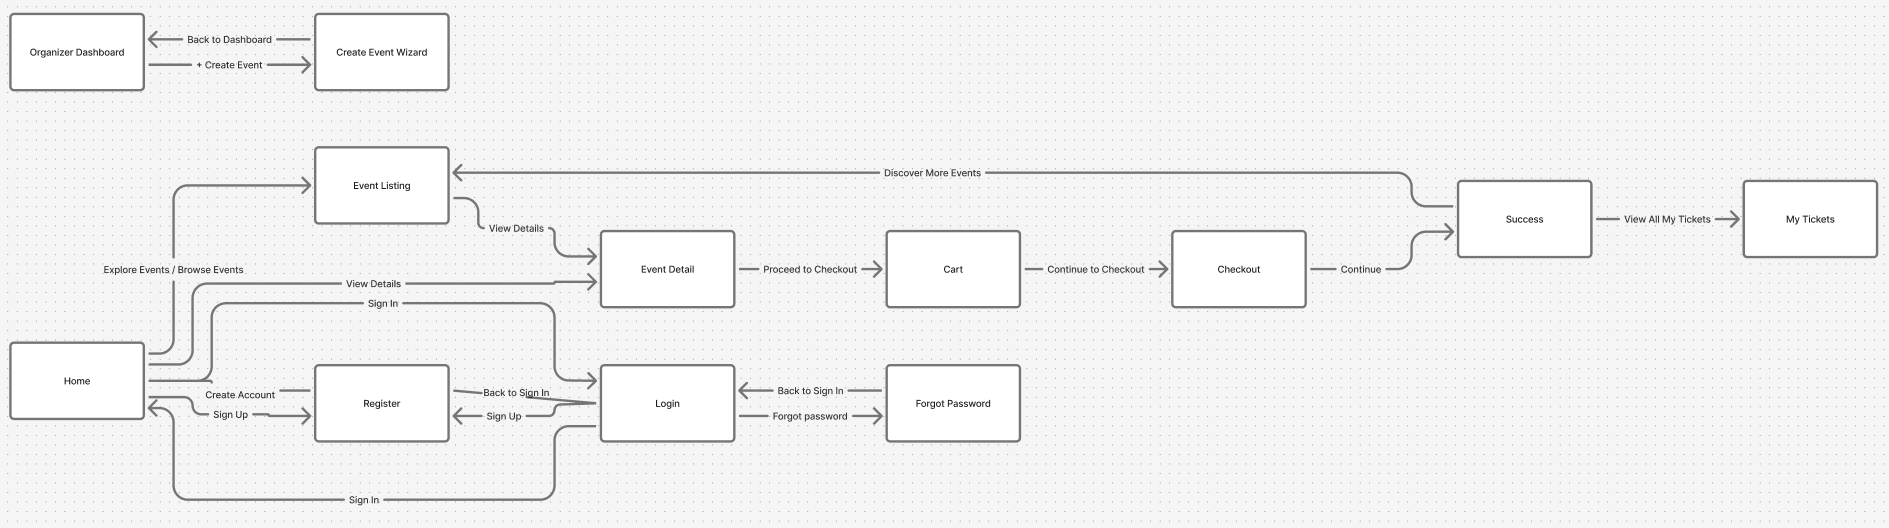 Organizer Dashboard
Back to Dashboard
+ Create Event
Create Event Wizard
Event Listing
Discover More Events
Success
View All My Tickets
My Tickets
View Details
Event Detail
Proceed to Checkout
Cart
Continue to Checkout
Checkout
Continue
Explore Events / Browse Events
View Details
Sign In
Home
Create Account
Sign Up
Register
Back to Sign In
Sign Up
Login
Back to Sign In
Forgot password
Forgot Password
Sign In